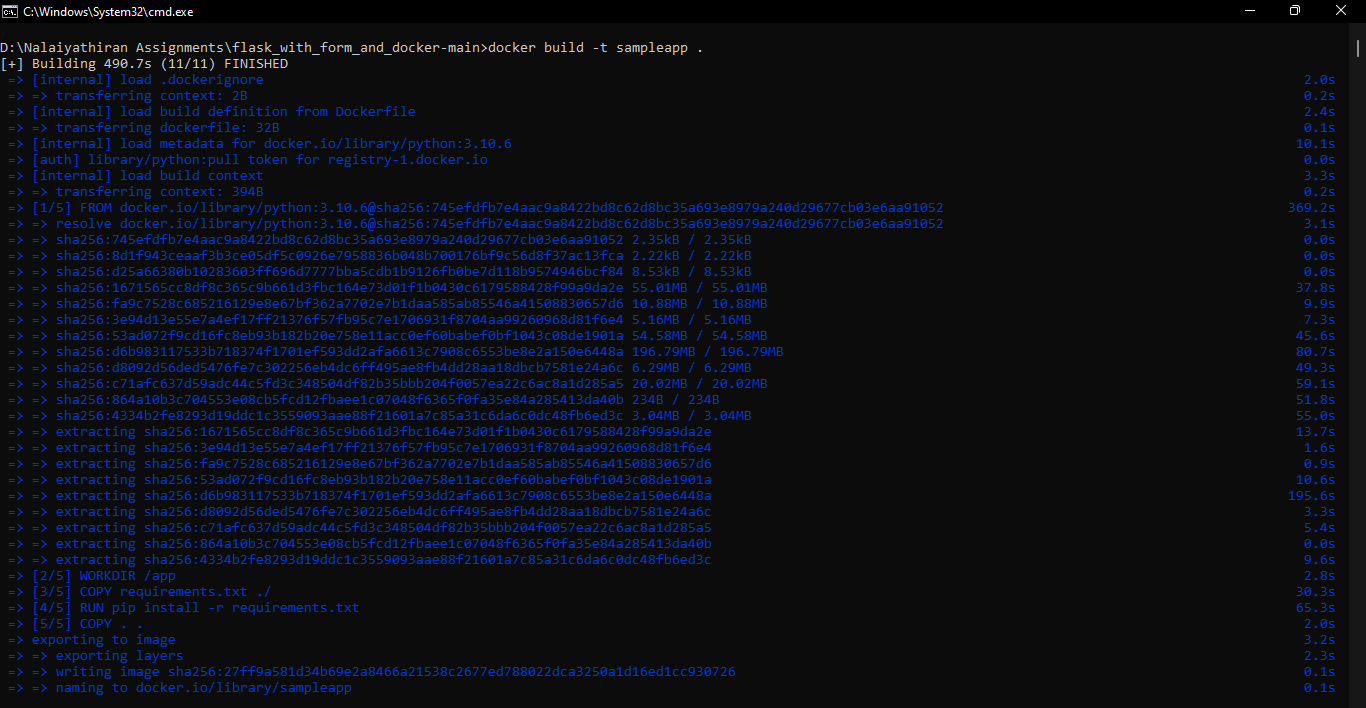 C:\Windows\System32\cmd.exe
D:\Nalaiyathiran Assignments\flask_with_form_and_docker-main>docker build -t sampleapp .
[+] Building 490.7s (11/11) FINISHED
=> [internal] load .dockerignore 2.0s
=> => transferring context: 2B 0.2s
=> [internal] load build definition from Dockerfile 2.4s
=> => transferring dockerfile: 32B 0.1s
=> [internal] load metadata for docker.io/library/python:3.10.6 10.1s
=> [auth] library/python:pull token for registry-1.docker.io 0.0s
=> [internal] load build context 3.3s
=> => transferring context: 394B 0.2s
=> [1/5] FROM docker.io/library/python:3.10.6@sha256:745efdfb7e4aac9a8422bd8c62d8bc35a693e8979a240d29677cb03e6aa91052 369.2s
=> => resolve docker.io/library/python:3.10.6@sha256:745efdfb7e4aac9a8422bd8c62d8bc35a693e8979a240d29677cb03e6aa91052 3.1s
=> => sha256:745efdfb7e4aac9a8422bd8c62d8bc35a693e8979a240d29677cb03e6aa91052 2.35kB / 2.35kB 0.0s
=> => sha256:8d1f943ceaaf3b3ce05df5c0926e7958836b048b700176bf9c56d8f37ac13fca 2.22kB / 2.22kB 0.0s
=> => sha256:d25a66380b10283603ff696d7777bba5cdb1b9126fb0be7d118b9574946bcf84 8.53kB / 8.53kB 0.0s
=> => sha256:1671565cc8df8c365c9b661d3fbc164e73d01f1b0430c6179588428f99a9da2e 55.01MB / 55.01MB 37.8s
=> => sha256:fa9c7528c685216129e8e67bf362a7702e7b1daa585ab85546a41508830657d6 10.88MB / 10.88MB 9.9s
=> => sha256:3e94d13e55e7a4ef17ff21376f57fb95c7e1706931f8704aa99260968d81f6e4 5.16MB / 5.16MB 7.3s
=> => sha256:53ad072f9cd16fc8eb93b182b20e758e11acc0ef60babef0bf1043c08de1901a 54.58MB / 54.58MB 45.6s
=> => sha256:d6b983117533b718374f1701ef593dd2afa6613c7908c6553be8e2a150e6448a 196.79MB / 196.79MB 80.7s
=> => sha256:d8092d56ded5476fe7c302256eb4dc6ff495ae8fb4dd28aa18dbcb7581e24a6c 6.29MB / 6.29MB 49.3s
=> => sha256:c71afc637d59adc44c5fd3c348504df82b35bbb204f0057ea22c6ac8a1d285a5 20.02MB / 20.02MB 59.1s
=> => sha256:864a10b3c704553e08cb5fcd12fbaee1c07048f6365f0fa35e84a285413da40b 234B / 234B 51.8s
=> => sha256:4334b2fe8293d19ddc1c3559093aae88f21601a7c85a31c6da6c0dc48fb6ed3c 3.04MB / 3.04MB 55.0s
=> => extracting sha256:1671565cc8df8c365c9b661d3fbc164e73d01f1b0430c6179588428f99a9da2e 13.7s
=> => extracting sha256:3e94d13e55e7a4ef17ff21376f57fb95c7e1706931f8704aa99260968d81f6e4 1.6s
=> => extracting sha256:fa9c7528c685216129e8e67bf362a7702e7b1daa585ab85546a41508830657d6 0.9s
=> => extracting sha256:53ad072f9cd16fc8eb93b182b20e758e11acc0ef60babef0bf1043c08de1901a 10.6s
=> => extracting sha256:d6b983117533b718374f1701ef593dd2afa6613c7908c6553be8e2a150e6448a 195.6s
=> => extracting sha256:d8092d56ded5476fe7c302256eb4dc6ff495ae8fb4dd28aa18dbcb7581e24a6c 3.3s
=> => extracting sha256:c71afc637d59adc44c5fd3c348504df82b35bbb204f0057ea22c6ac8a1d285a5 5.4s
=> => extracting sha256:864a10b3c704553e08cb5fcd12fbaee1c07048f6365f0fa35e84a285413da40b 0.0s
=> => extracting sha256:4334b2fe8293d19ddc1c3559093aae88f21601a7c85a31c6da6c0dc48fb6ed3c 9.6s
=> [2/5] WORKDIR /app 2.8s
=> [3/5] COPY requirements.txt ./ 30.3s
=> [4/5] RUN pip install -r requirements.txt 65.3s
=> [5/5] COPY . . 2.0s
=> exporting to image 3.2s
=> => exporting layers 2.3s
=> => writing image sha256:27ff9a581d34b69e2a8466a21538c2677ed788022dca3250a1d16ed1cc930726 0.1s
=> => naming to docker.io/library/sampleapp 0.1s